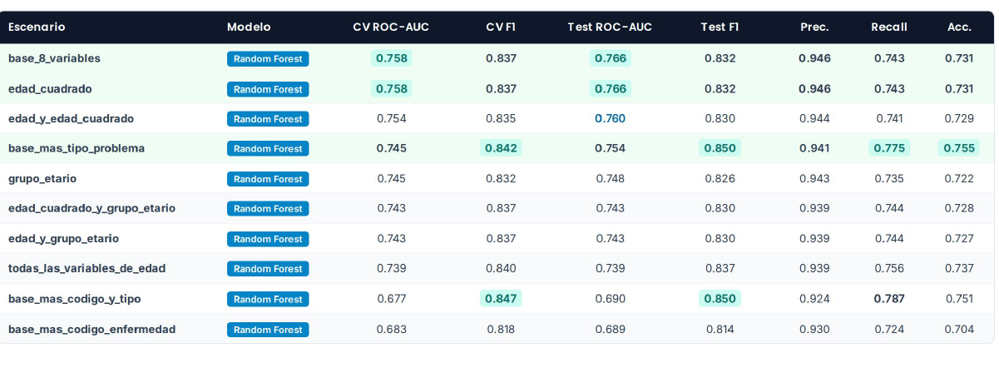 Escenario Modelo CV ROC-AUC CV F1 Test ROC-AUC Test F1 Prec. Recall Acc.
base_8_variables Random Forest 0.758 0.837 0.766 0.832 0.946 0.743 0.731
edad_cuadrado Random Forest 0.758 0.837 0.766 0.832 0.946 0.743 0.731
edad_y_edad_cuadrado Random Forest 0.754 0.835 0.760 0.830 0.944 0.741 0.729
base_mas_tipo_problema Random Forest 0.745 0.842 0.754 0.850 0.941 0.775 0.755
grupo_etario Random Forest 0.745 0.832 0.748 0.826 0.943 0.735 0.722
edad_cuadrado_y_grupo_etario Random Forest 0.743 0.837 0.743 0.830 0.939 0.744 0.728
edad_y_grupo_etario Random Forest 0.743 0.837 0.743 0.830 0.939 0.744 0.727
todas_las_variables_de_edad Random Forest 0.739 0.840 0.739 0.837 0.939 0.756 0.737
base_mas_codigo_y_tipo Random Forest 0.677 0.847 0.690 0.850 0.924 0.787 0.751
base_mas_codigo_enfermedad Random Forest 0.683 0.818 0.689 0.814 0.930 0.724 0.704